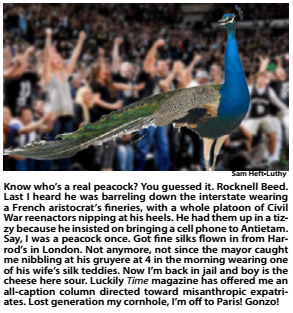 Sam Heft•Luthy
Know who's a real peacock? You guessed it. Rocknell Beed.
Last I heard he was barreling down the interstate wearing
a French aristocrat's fineries, with a whole platoon of Civil
War reenactors nipping at his heels. He had them up in a tiz-
zy because he insisted on bringing a cell phone to Antietam.
Say, I was a peacock once. Got fine silks flown in from Har-
rod's in London. Not anymore, not since the mayor caught
me nibbling at his gruyere at 4 in the morning wearing one
of his wife's silk teddies. Now I'm back in jail and boy is the
cheese here sour. Luckily Time magazine has offered me an
all-caption column directed toward misanthropic expatri-
ates. Lost generation my cornhole, I'm off to Paris! Gonzo!